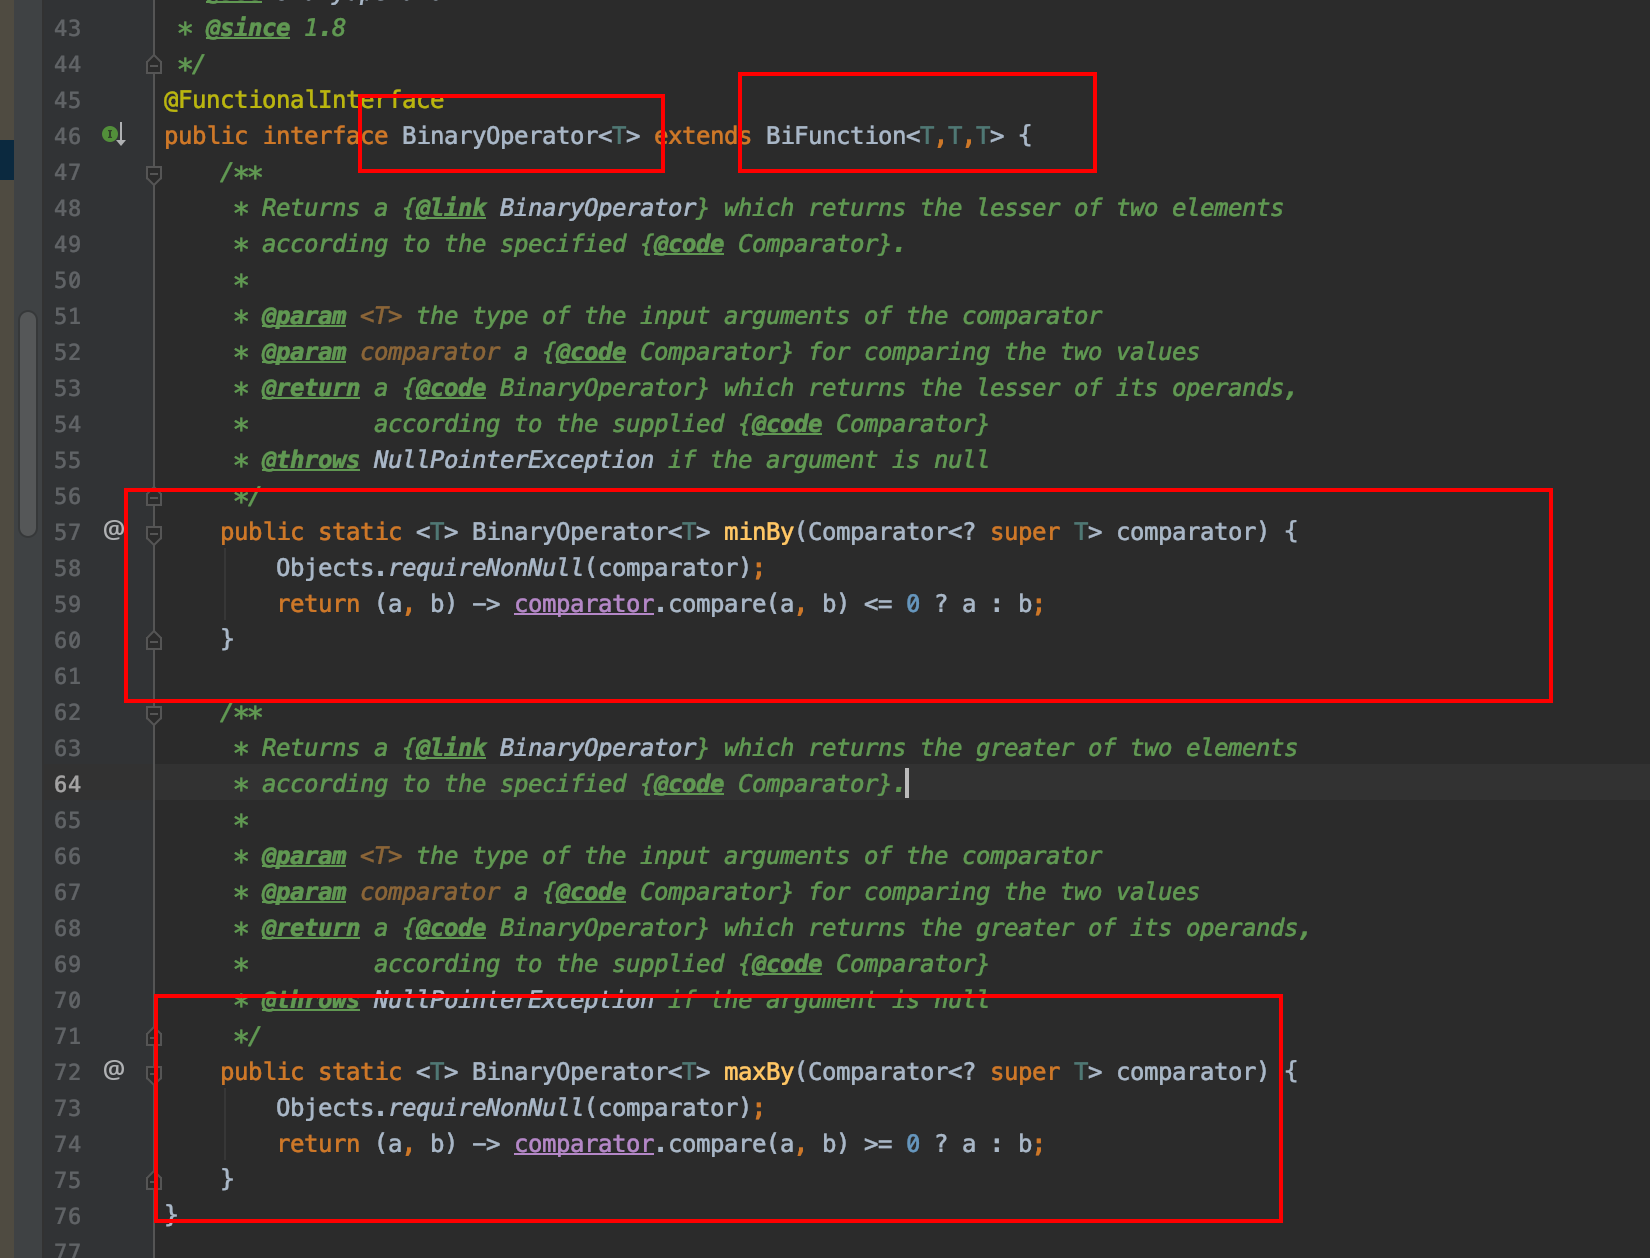 43 * @since 1.8
44 */
45 @FunctionalInterface
46 public interface BinaryOperator<T> extends BiFunction<T,T,T> {
47 /**
48 * Returns a {@link BinaryOperator} which returns the lesser of two elements
49 * according to the specified {@code Comparator}.
50 *
51 * @param <T> the type of the input arguments of the comparator
52 * @param comparator a {@code Comparator} for comparing the two values
53 * @return a {@code BinaryOperator} which returns the lesser of its operands,
54 * according to the supplied {@code Comparator}
55 * @throws NullPointerException if the argument is null
56 */
57 @ public static <T> BinaryOperator<T> minBy(Comparator<? super T> comparator) {
58 Objects.requireNonNull(comparator);
59 return (a, b) -> comparator.compare(a, b) <= 0 ? a : b;
60 }
61
62 /**
63 * Returns a {@link BinaryOperator} which returns the greater of two elements
64 * according to the specified {@code Comparator}.
65 *
66 * @param <T> the type of the input arguments of the comparator
67 * @param comparator a {@code Comparator} for comparing the two values
68 * @return a {@code BinaryOperator} which returns the greater of its operands,
69 * according to the supplied {@code Comparator}
70 * @throws NullPointerException if the argument is null
71 */
72 @ public static <T> BinaryOperator<T> maxBy(Comparator<? super T> comparator) {
73 Objects.requireNonNull(comparator);
74 return (a, b) -> comparator.compare(a, b) >= 0 ? a : b;
75 }
76 }
77